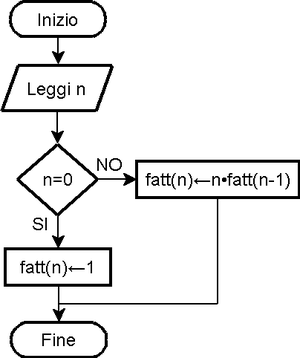 Inizio
Leggi n
n=0
NO
fatt(n)←n•fatt(n-1)
SI
fatt(n)←1
Fine